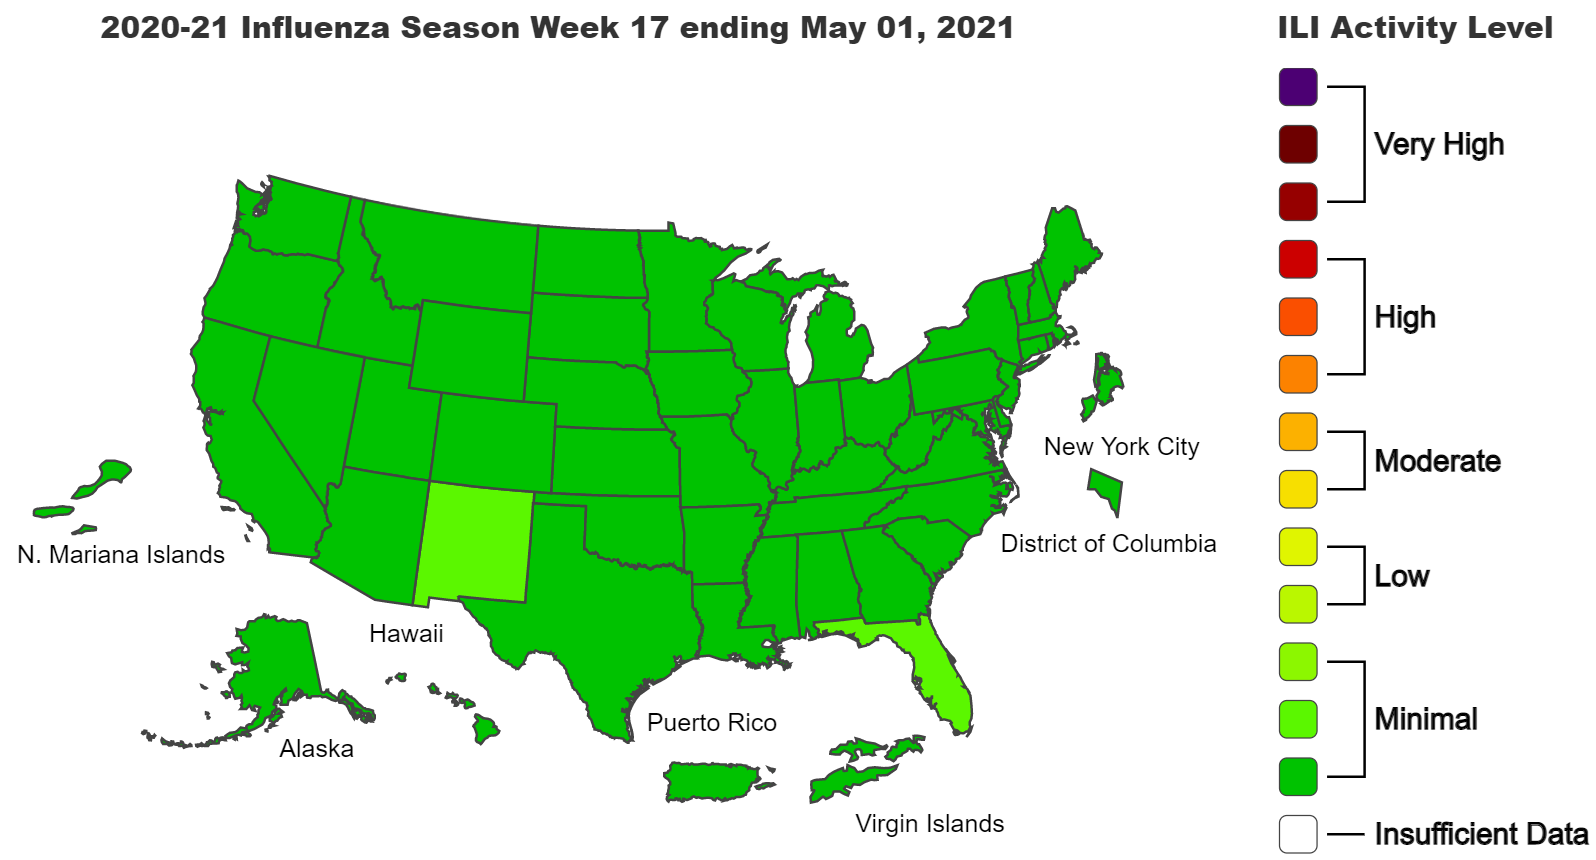 2020-21 Influenza Season Week 17 ending May 01, 2021
ILI Activity Level
Very High
High
Moderate
Low
Minimal
Insufficient Data
New York City
District of Columbia
N. Mariana Islands
Hawaii
Alaska
Puerto Rico
Virgin Islands